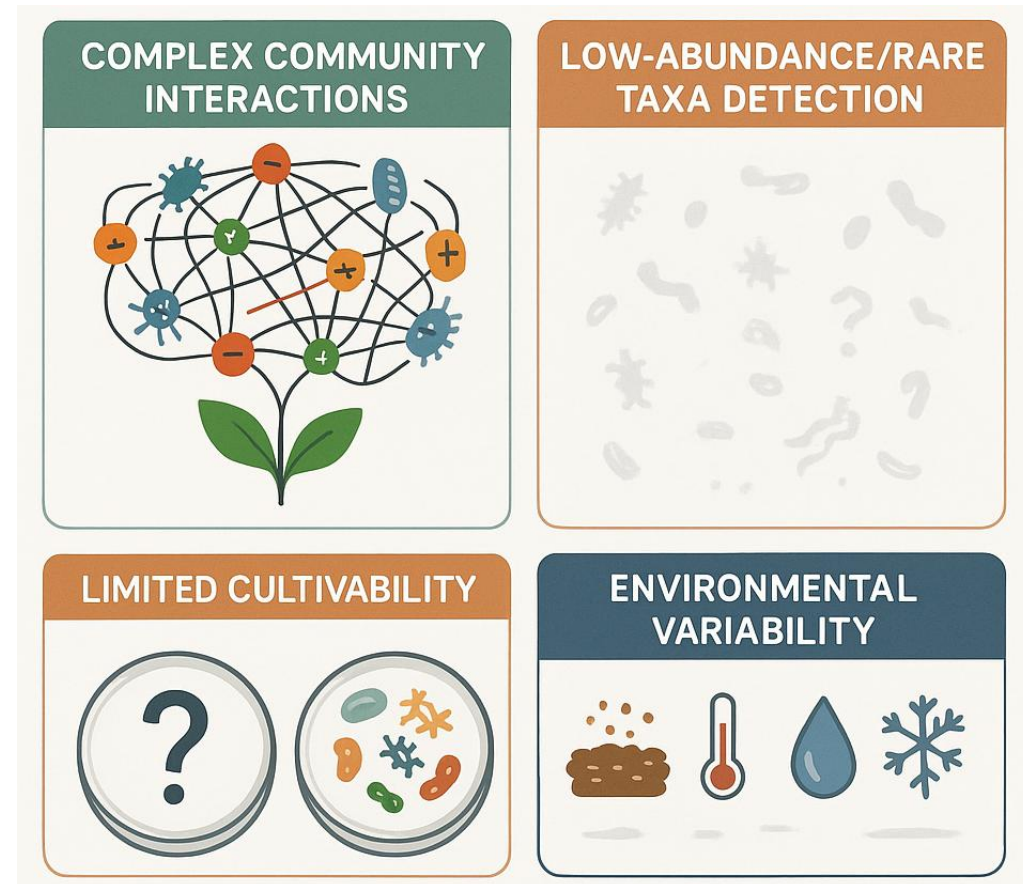 COMPLEX COMMUNITY
INTERACTIONS
LOW-ABUNDANCE/RARE
TAXA DETECTION
LIMITED CULTIVABILITY
?
ENVIRONMENTAL
VARIABILITY